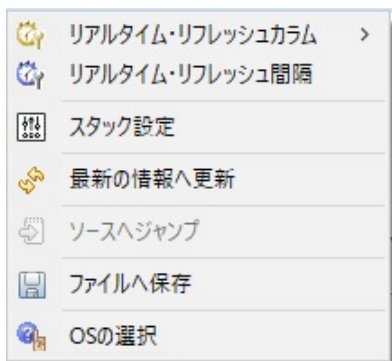 リアルタイム・リフレッシュカラム
リアルタイム・リフレッシュ間隔
スタック設定
最新の情報へ更新
ソースへジャンプ
ファイルへ保存
OSの選択